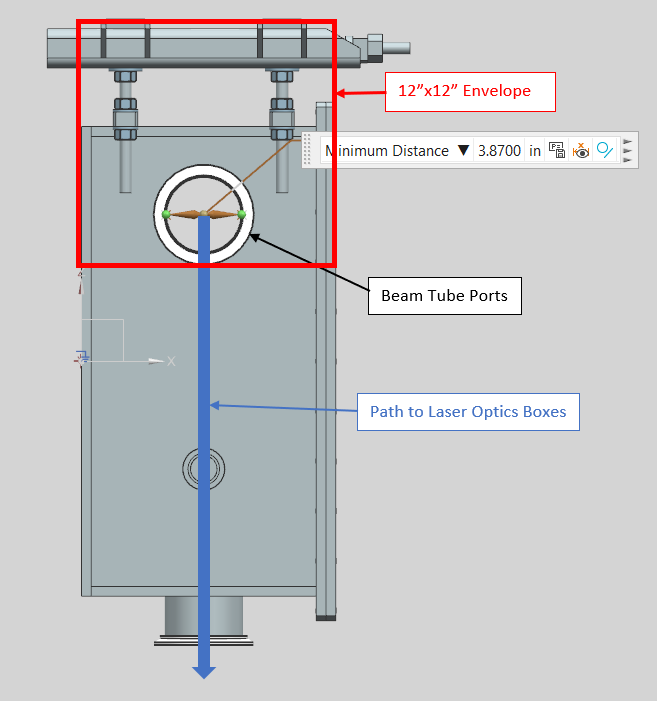 12”x12” Envelope
Minimum Distance ▼ 3.8700 in
Beam Tube Ports
X
Path to Laser Optics Boxes